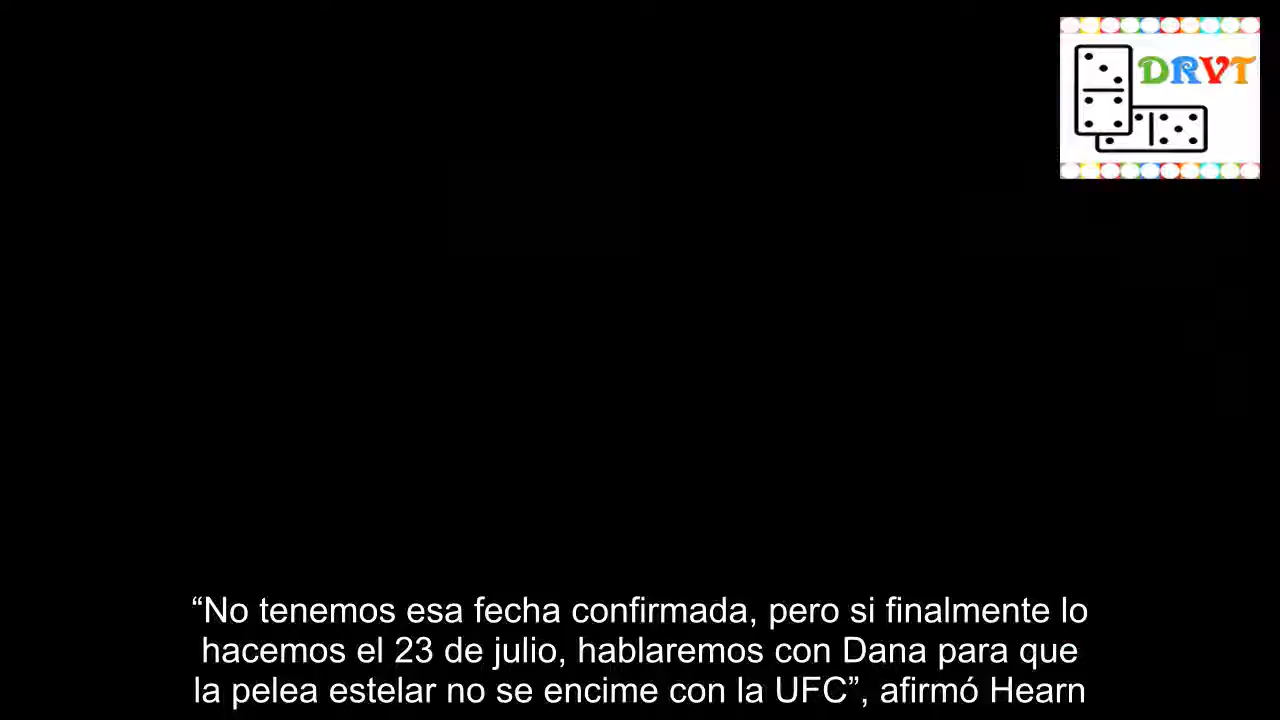 DRVT
“No tenemos esa fecha confirmada, pero si finalmente lo
hacemos el 23 de julio, hablaremos con Dana para que
la pelea estelar no se encime con la UFC”, afirmó Hearn